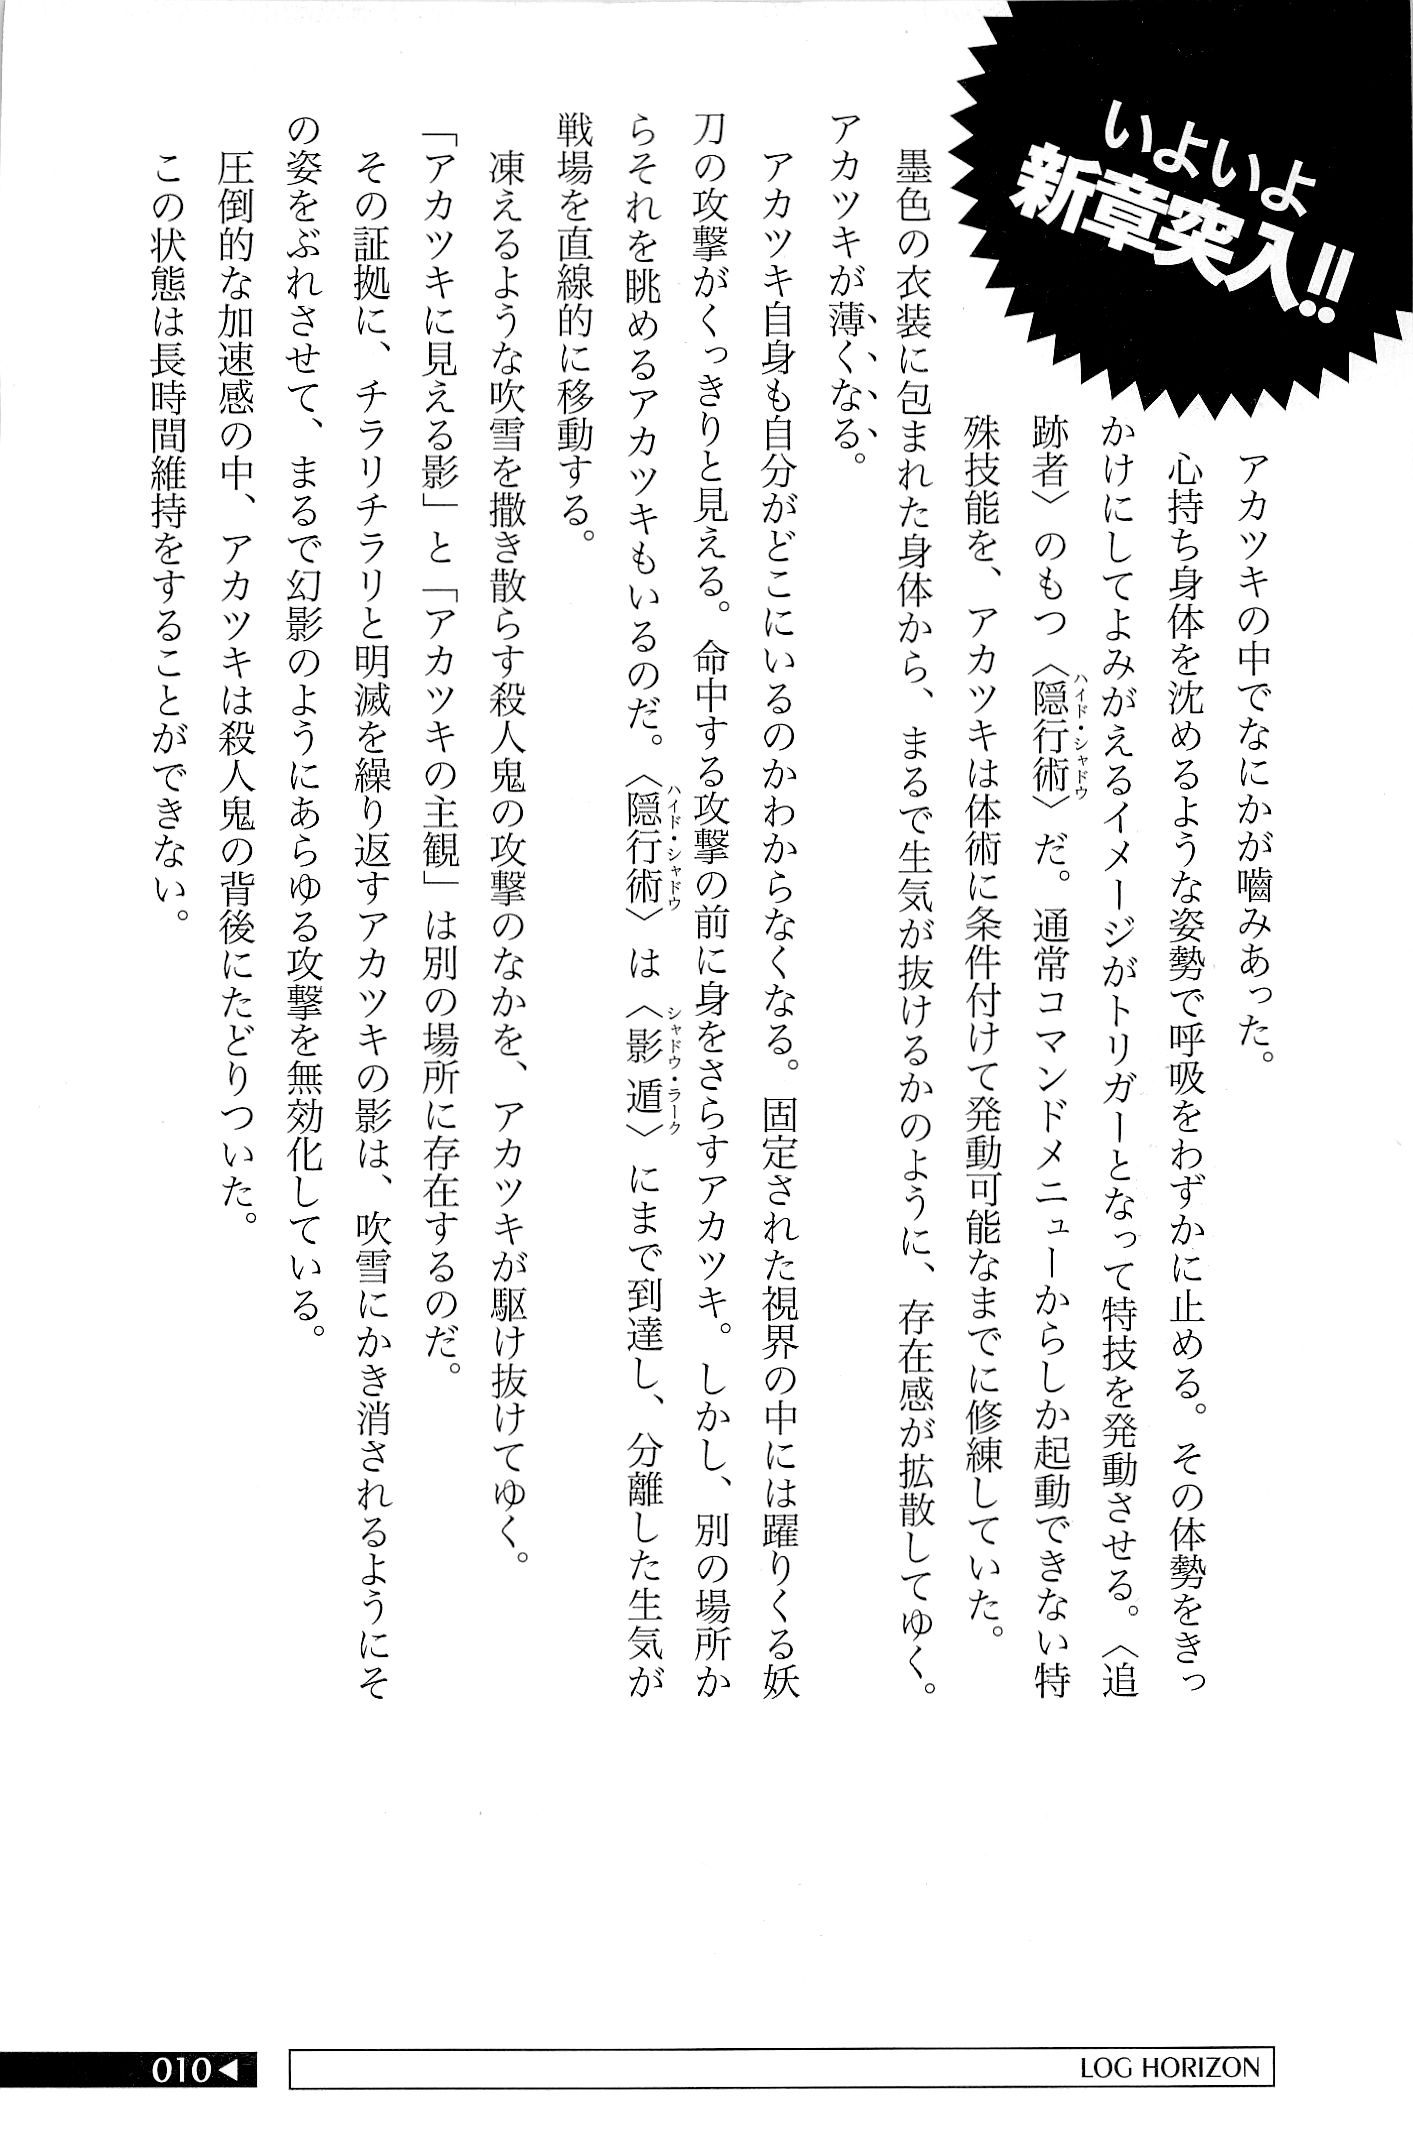 いよいよ
新章突入!!
アカツキの中でなにかが嚙みあった。
心持ち身体を沈めるような姿勢で呼吸をわずかに止める。その体勢をきっ
かけにしてよみがえるイメージがトリガーとなって特技を発動させる。〈追
跡者〉のもつ〈隠行術〉だ。通常コマンドメニューからしか起動できない特
ハイド・シャドウ
殊技能を、アカツキは体術に条件付けて発動可能なまでに修練していた。
墨色の衣装に包まれた身体から、まるで生気が抜けるかのように、存在感が拡散してゆく。
アカツキが薄くなる。
アカツキ自身も自分がどこにいるのかわからなくなる。固定された視界の中には躍りくる妖
刀の攻撃がくっきりと見える。命中する攻撃の前に身をさらすアカツキ。しかし、別の場所か
らそれを眺めるアカツキもいるのだ。〈隠行術〉は〈影遁〉にまで到達し、分離した生気が
ハイド・シャドウ
シャドウ・ラーク
戦場を直線的に移動する。
凍えるような吹雪を撒き散らす殺人鬼の攻撃のなかを、アカツキが駆け抜けてゆく。
「アカツキに見える影」と「アカツキの主観」は別の場所に存在するのだ。
その証拠に、チラリチラリと明滅を繰り返すアカツキの影は、吹雪にかき消されるようにそ
の姿をぶれさせて、まるで幻影のようにあらゆる攻撃を無効化している。
圧倒的な加速感の中、アカツキは殺人鬼の背後にたどりついた。
この状態は長時間維持をすることができない。
010◀
LOG HORIZON